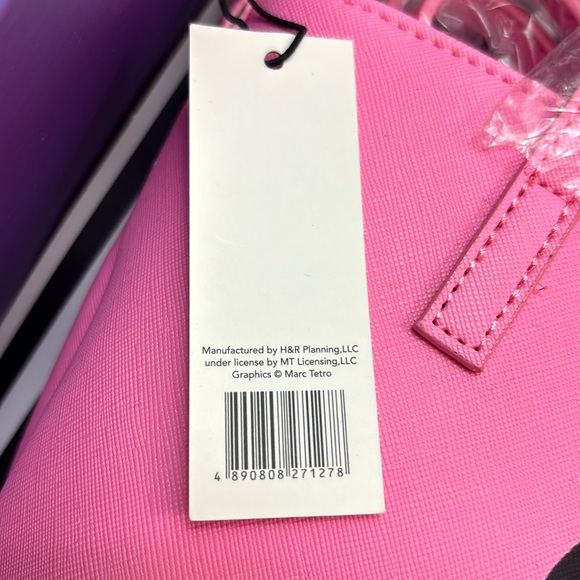 Manufactured by H&R Planning,LLC
under license by MT Licensing,LLC
Graphics © Marc Tetro
4 890808 271278